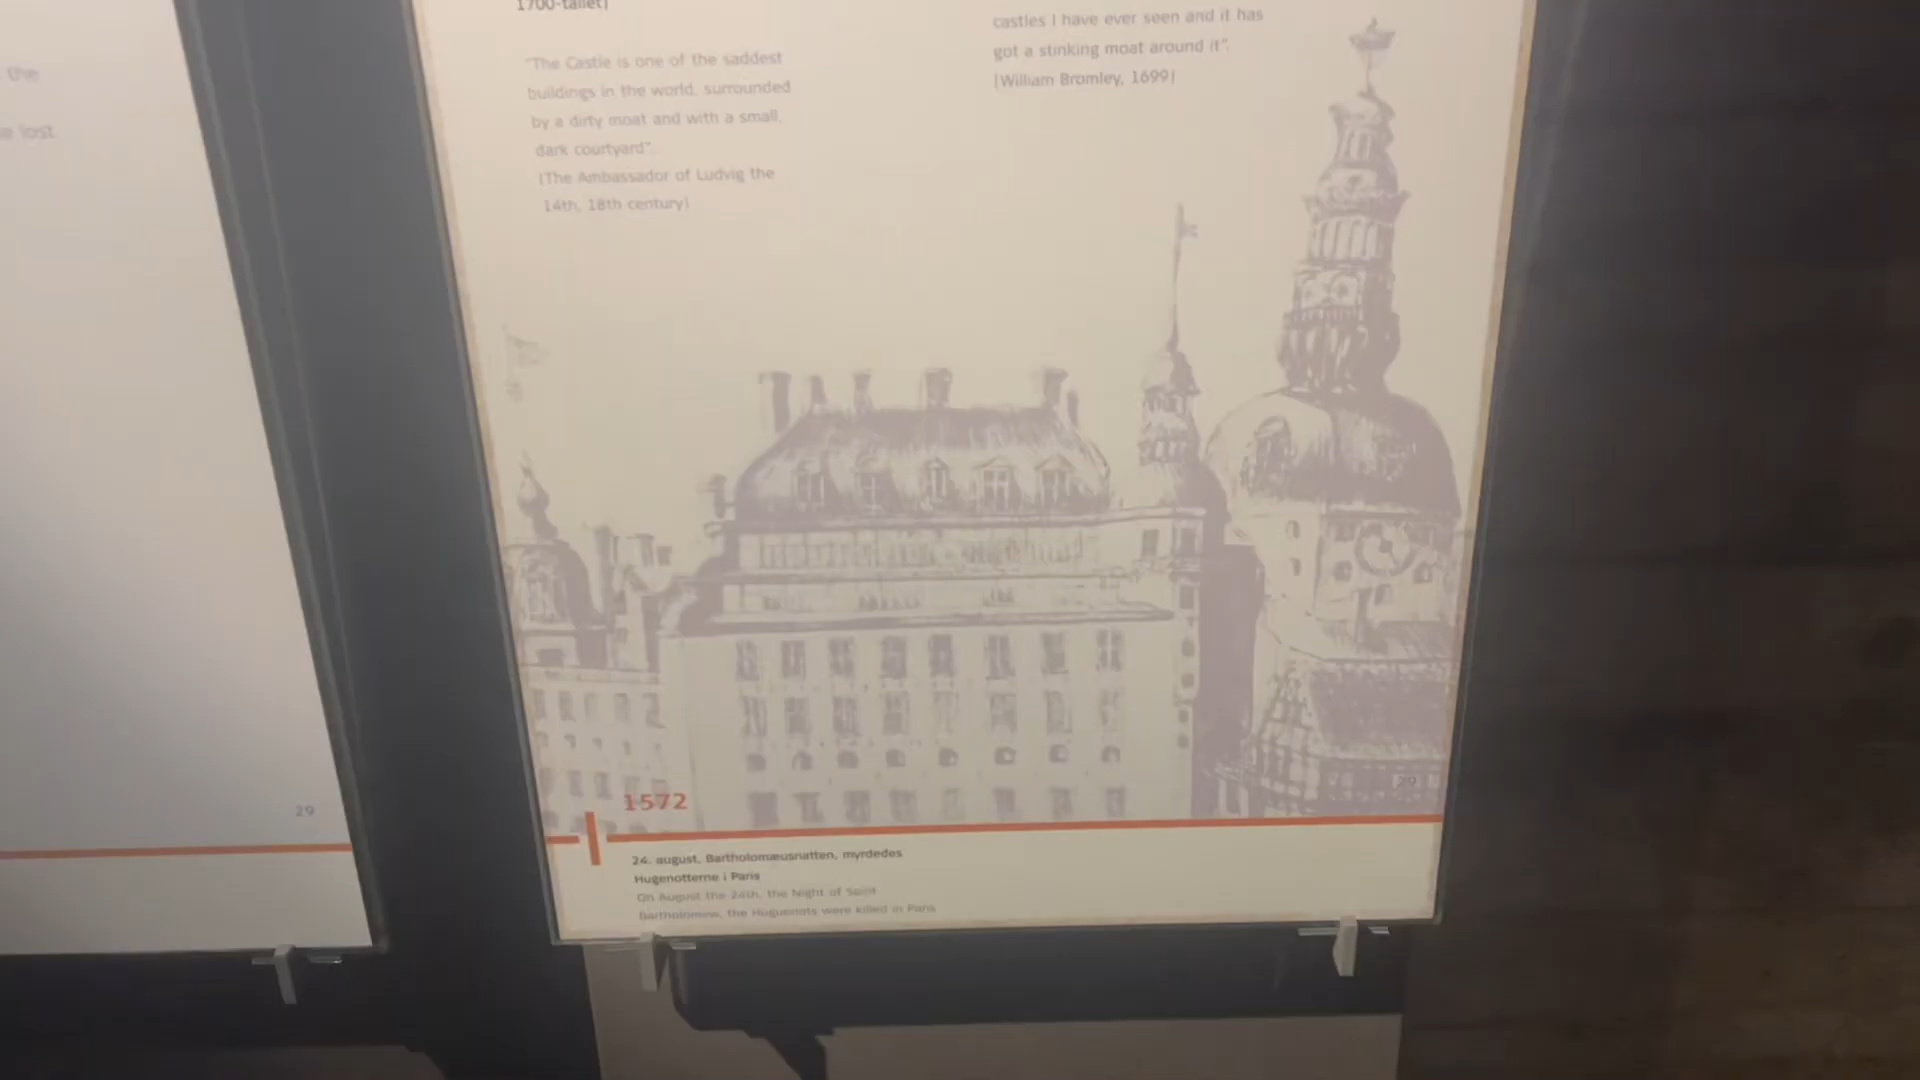 the
lost
29
1700-tallet)
"The Castle is one of the saddest
buildings in the world, surrounded
by a dirty moat and with a small,
dark courtyard".
(The Ambassador of Ludvig the
14th, 18th century)
castles I have ever seen and it has
got a stinking moat around it".
(William Bromley, 1699)
1572
24. august, Bartholomæusnatten, myrdedes
Hugenotterne i Paris
On August the 24th, the Night of Saint
Bartholomew, the Huguenots were killed in Paris